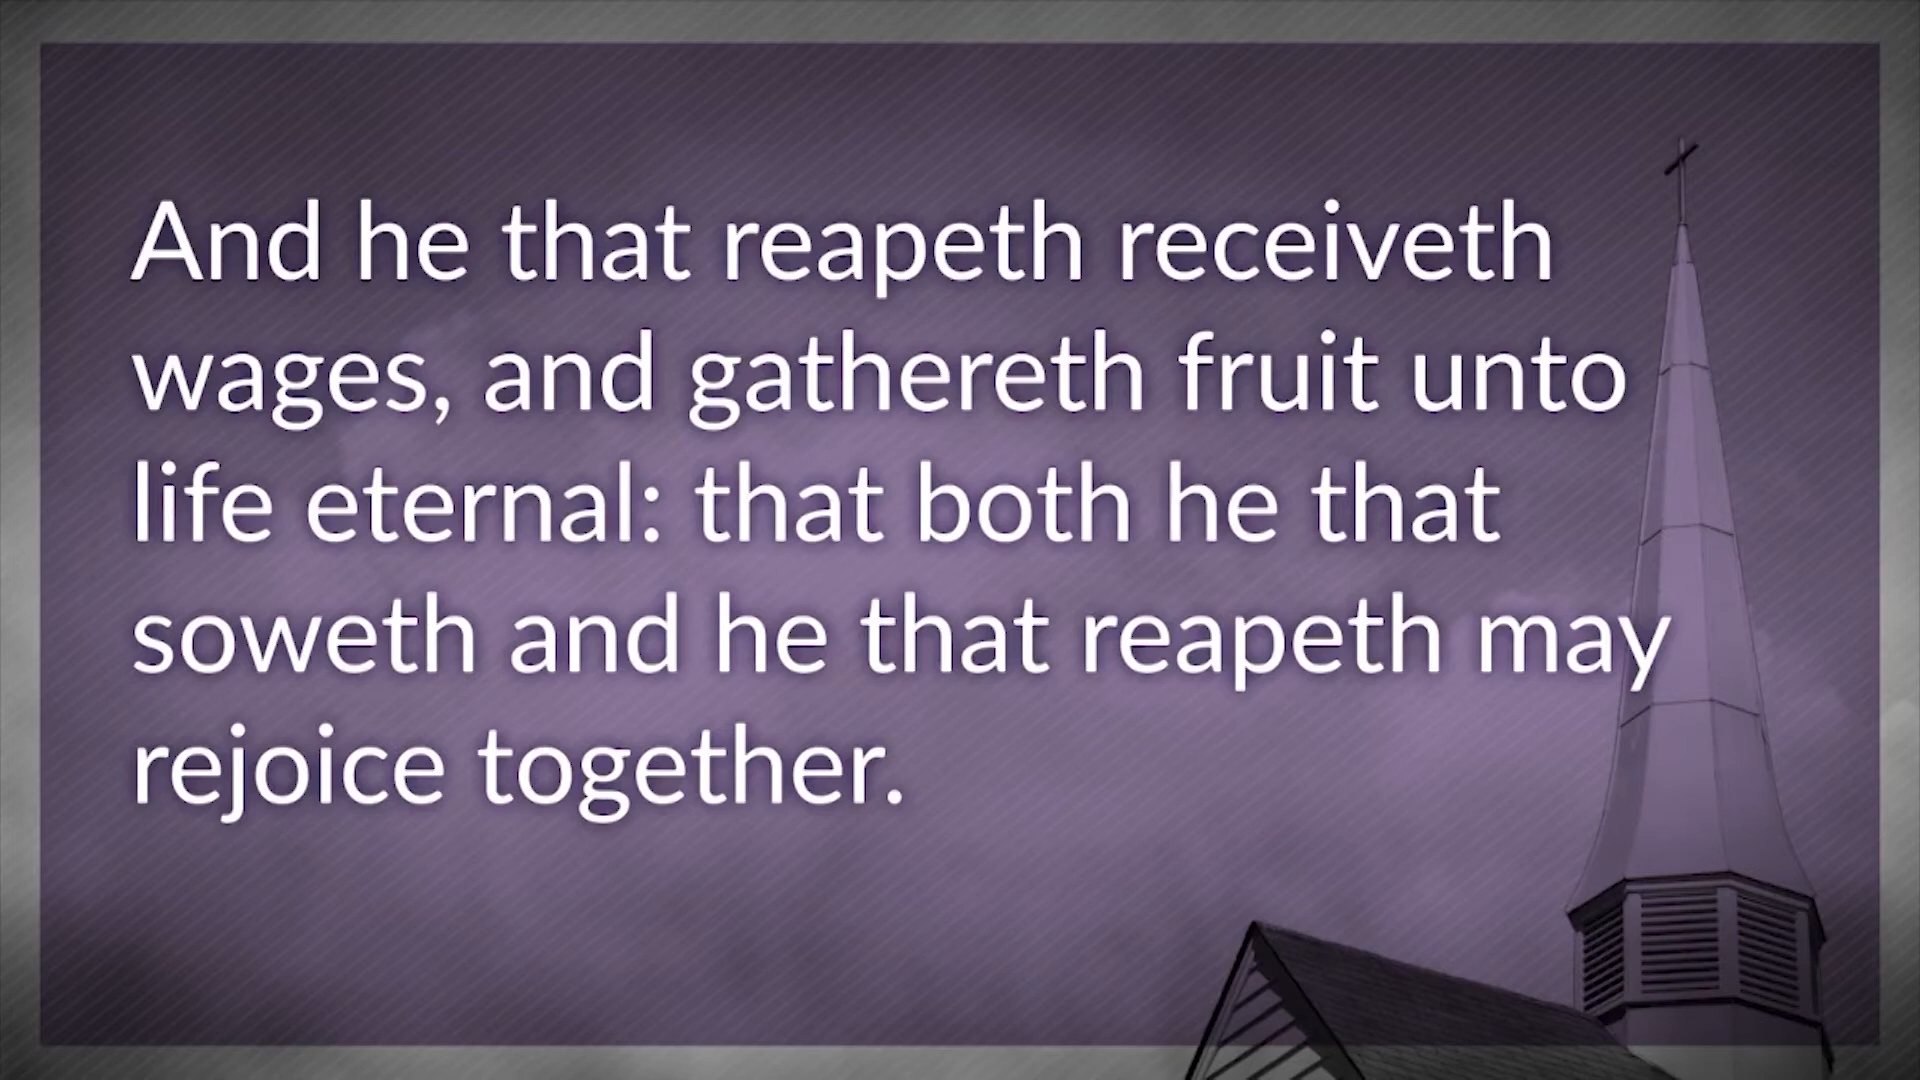 And he that reapeth receiveth
wages, and gathereth fruit unto
life eternal: that both he that
soweth and he that reapeth may
rejoice together.